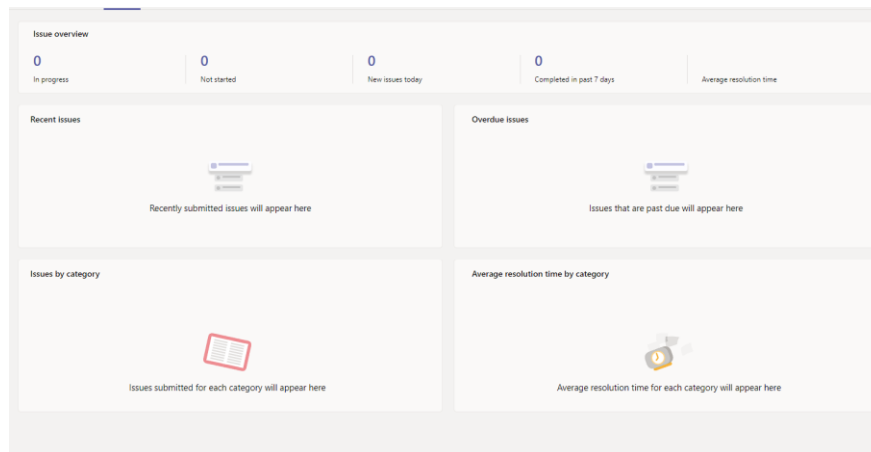 Issue overview
0
In progress
0
Not started
0
New issues today
0
Completed in past 7 days
Average resolution time
Recent issues
Recently submitted issues will appear here
Overdue issues
Issues that are past due will appear here
Issues by category
Issues submitted for each category will appear here
Average resolution time by category
Average resolution time for each category will appear here